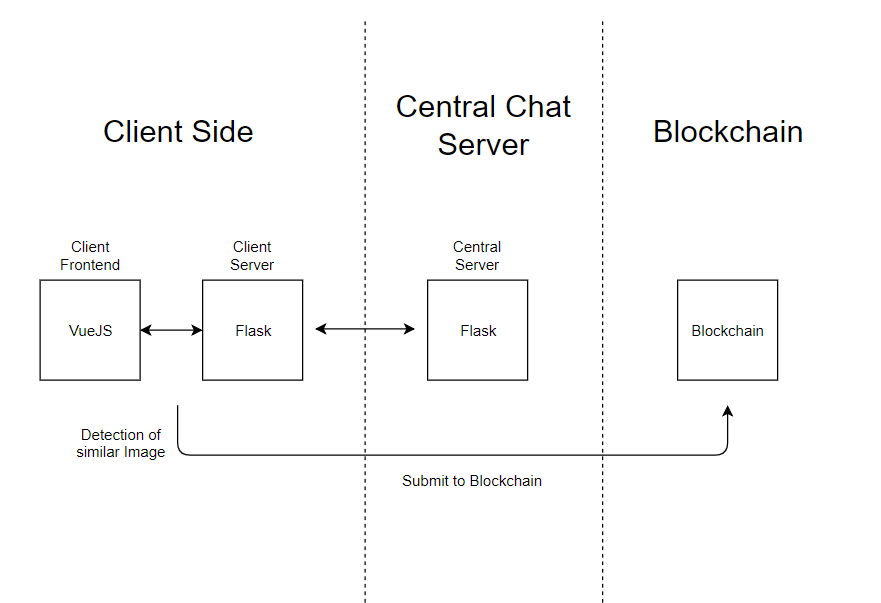 Client Side
Central Chat
Server
Blockchain
Client
Frontend
Client
Server
Central
Server
VueJS
Flask
Flask
Blockchain
Detection of
similar Image
Submit to Blockchain